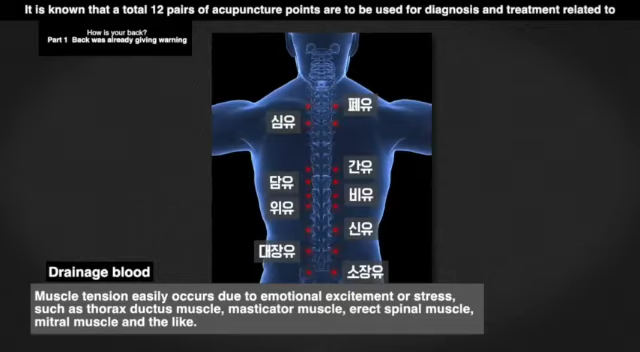 It is known that a total 12 pairs of acupuncture points are to be used for diagnosis and treatment related to
How is your back?
Part 1 Back was already giving warning
폐유
심유
간유
담유
비유
위유
신유
대장유
소장유
Drainage blood
Muscle tension easily occurs due to emotional excitement or stress,
such as thorax ductus muscle, masticator muscle, erect spinal muscle,
mitral muscle and the like.